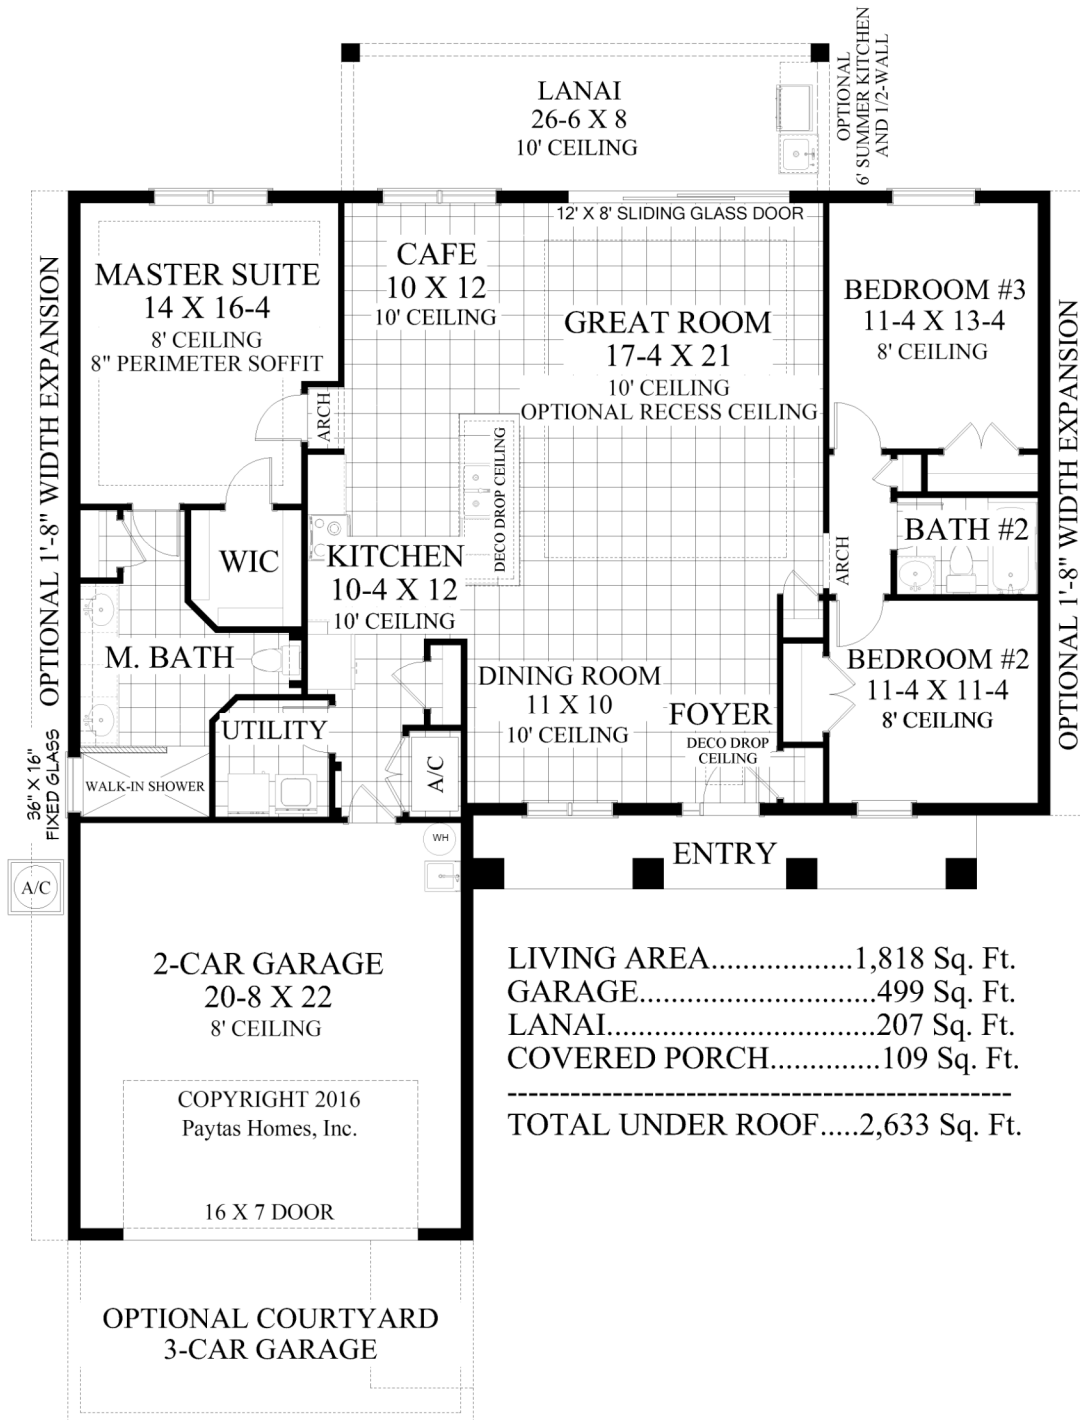 LANAI
26-6 X 8
10' CEILING
OPTIONAL
6' SUMMER KITCHEN
AND 1/2-WALL
12' X 8' SLIDING GLASS DOOR
MASTER SUITE
14 X 16-4
8' CEILING
8" PERIMETER SOFFIT
CAFE
10 X 12
10' CEILING
GREAT ROOM
17-4 X 21
10' CEILING
OPTIONAL RECESS CEILING
BEDROOM #3
11-4 X 13-4
8' CEILING
OPTIONAL 1'-8" WIDTH EXPANSION
OPTIONAL 1'-8" WIDTH EXPANSION
ARCH
DECO DROP CEILING
WIC
KITCHEN
10-4 X 12
10' CEILING
ARCH
BATH #2
M. BATH
DINING ROOM
11 X 10
10' CEILING
BEDROOM #2
11-4 X 11-4
8' CEILING
UTILITY
FOYER
DECO DROP
CEILING
A/C
WALK-IN SHOWER
36" X 16"
FIXED GLASS
WH
ENTRY
A/C
2-CAR GARAGE
20-8 X 22
8' CEILING
LIVING AREA.................1,818 Sq. Ft.
GARAGE............................499 Sq. Ft.
LANAI................................207 Sq. Ft.
COVERED PORCH.............109 Sq. Ft.
------------------------------------------------
TOTAL UNDER ROOF.....2,633 Sq. Ft.
COPYRIGHT 2016
Paytas Homes, Inc.
16 X 7 DOOR
OPTIONAL COURTYARD
3-CAR GARAGE